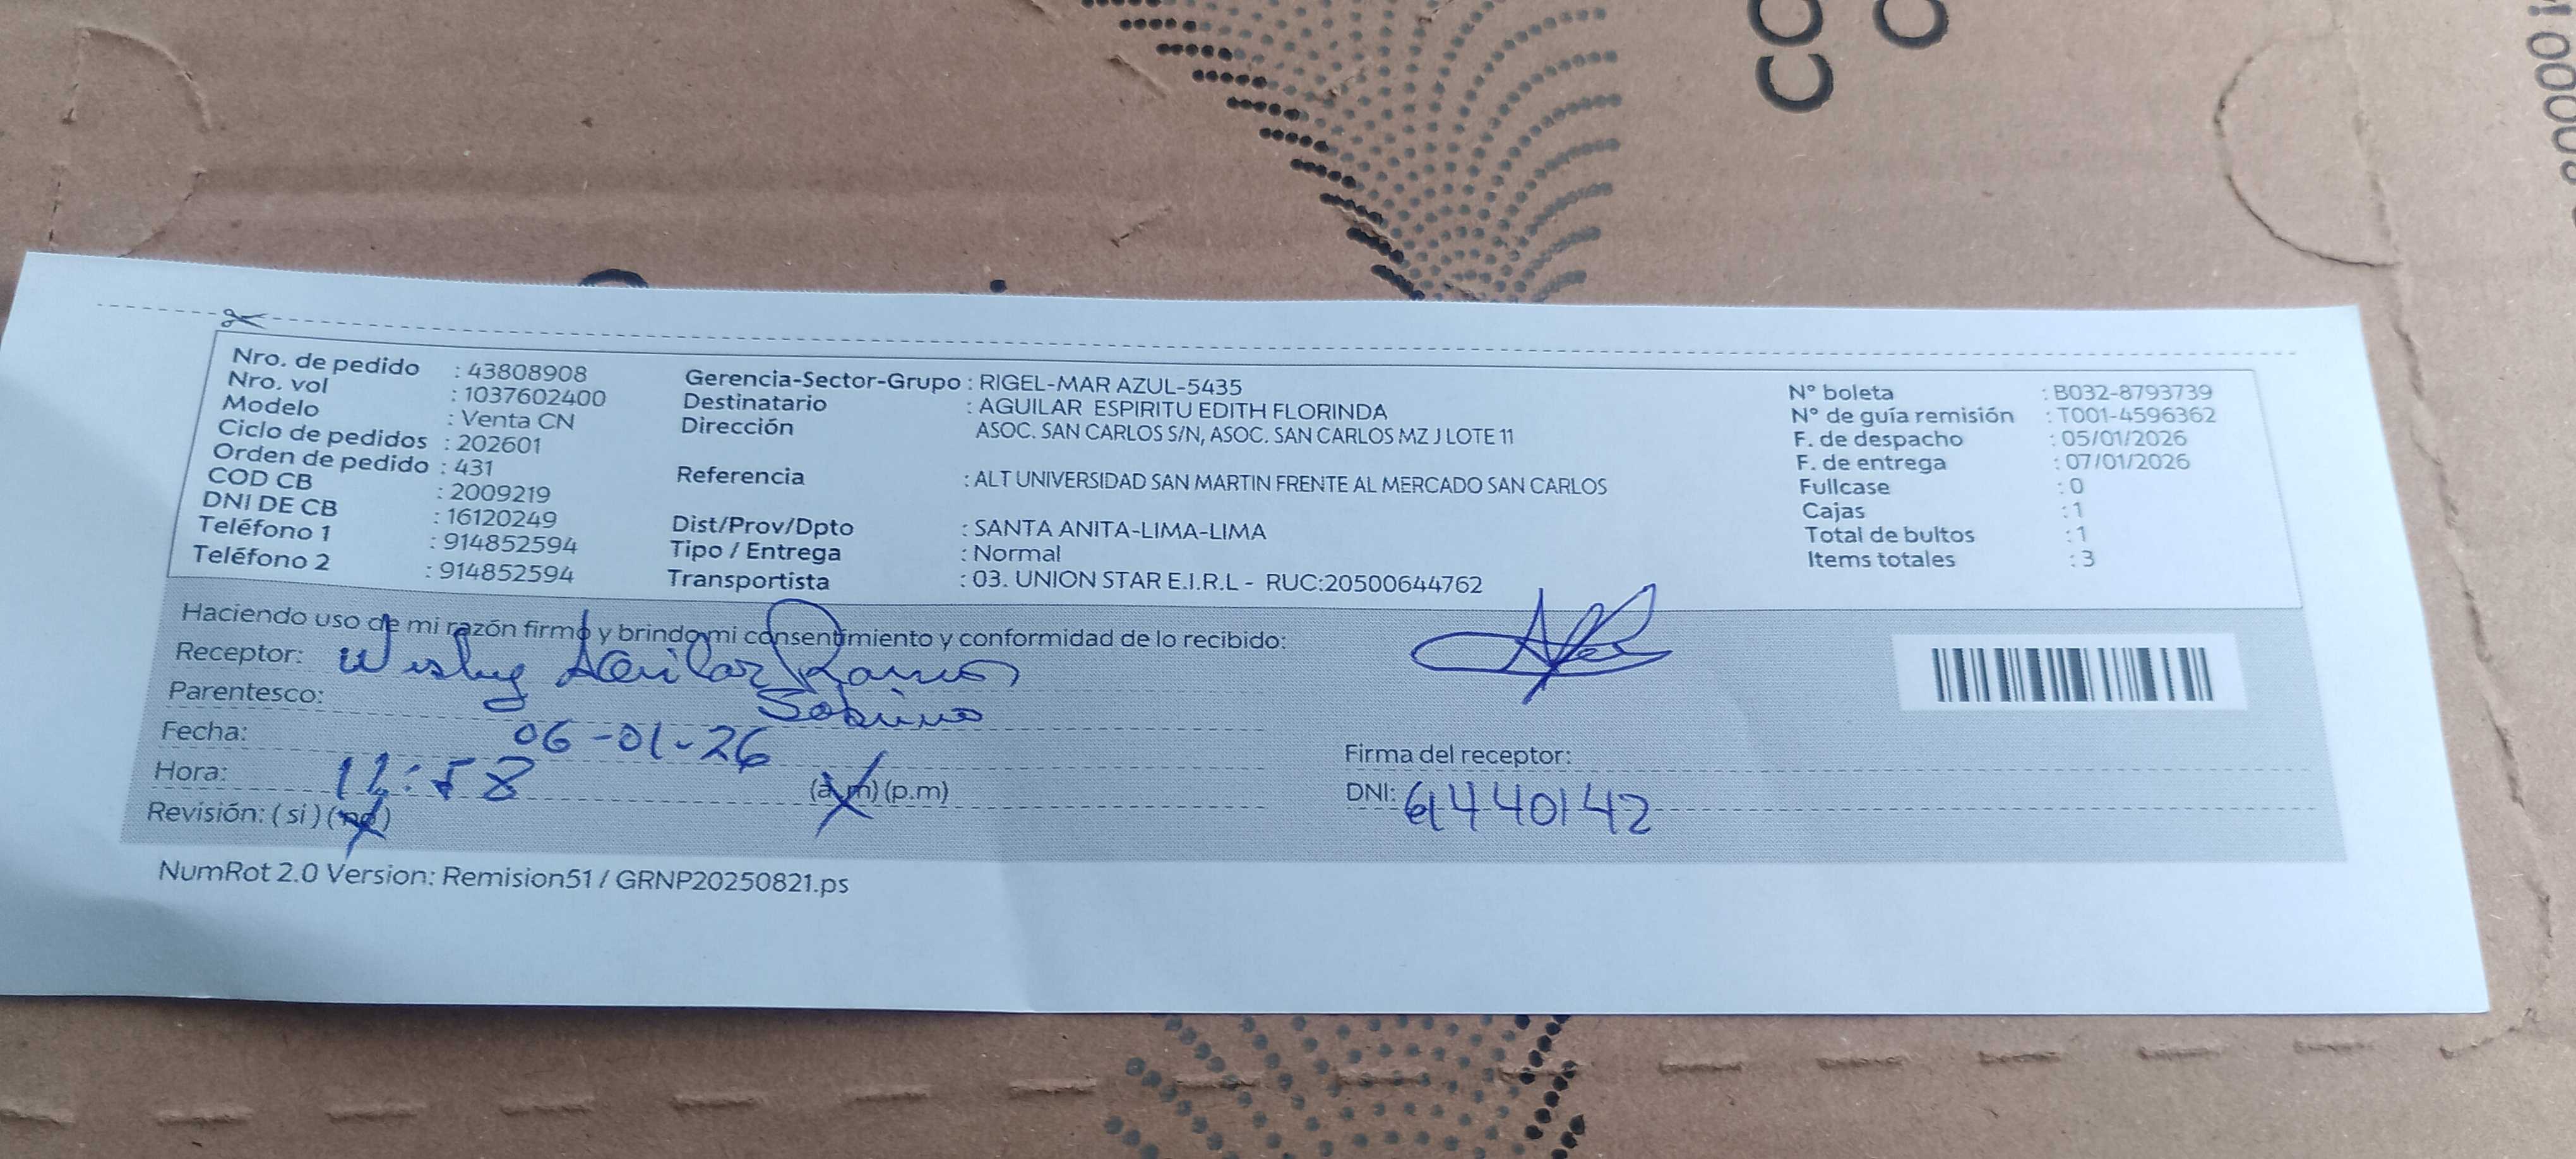 Nro. de pedido : 43808908
Nro. vol : 1037602400
Modelo : Venta CN
Ciclo de pedidos : 202601
Orden de pedido : 431
COD CB : 2009219
DNI DE CB : 16120249
Teléfono 1 : 914852594
Teléfono 2 : 914852594
Gerencia-Sector-Grupo : RIGEL-MAR AZUL-5435
Destinatario : AGUILAR ESPIRITU EDITH FLORINDA
Dirección ASOC. SAN CARLOS S/N, ASOC. SAN CARLOS MZ J LOTE 11
Referencia : ALT UNIVERSIDAD SAN MARTIN FRENTE AL MERCADO SAN CARLOS
Dist/Prov/Dpto : SANTA ANITA-LIMA-LIMA
Tipo / Entrega : Normal
Transportista : 03. UNION STAR E.I.R.L - RUC:20500644762
N° boleta : B032-8793739
N° de guía remisión : T001-4596362
F. de despacho : 05/01/2026
F. de entrega : 07/01/2026
Fullcase : 0
Cajas : 1
Total de bultos : 1
Items totales : 3
Haciendo uso de mi razón firmo y brindo mi consentimiento y conformidad de lo recibido:
Receptor: Aguilar Ramos
Parentesco: Sobrino
Fecha: 06-01-26
Hora: (a.m) (p.m)
Revisión: ( si ) (no)
Firma del receptor:
DNI: 61440142
NumRot 2.0 Version: Remision51 / GRNP20250821.ps